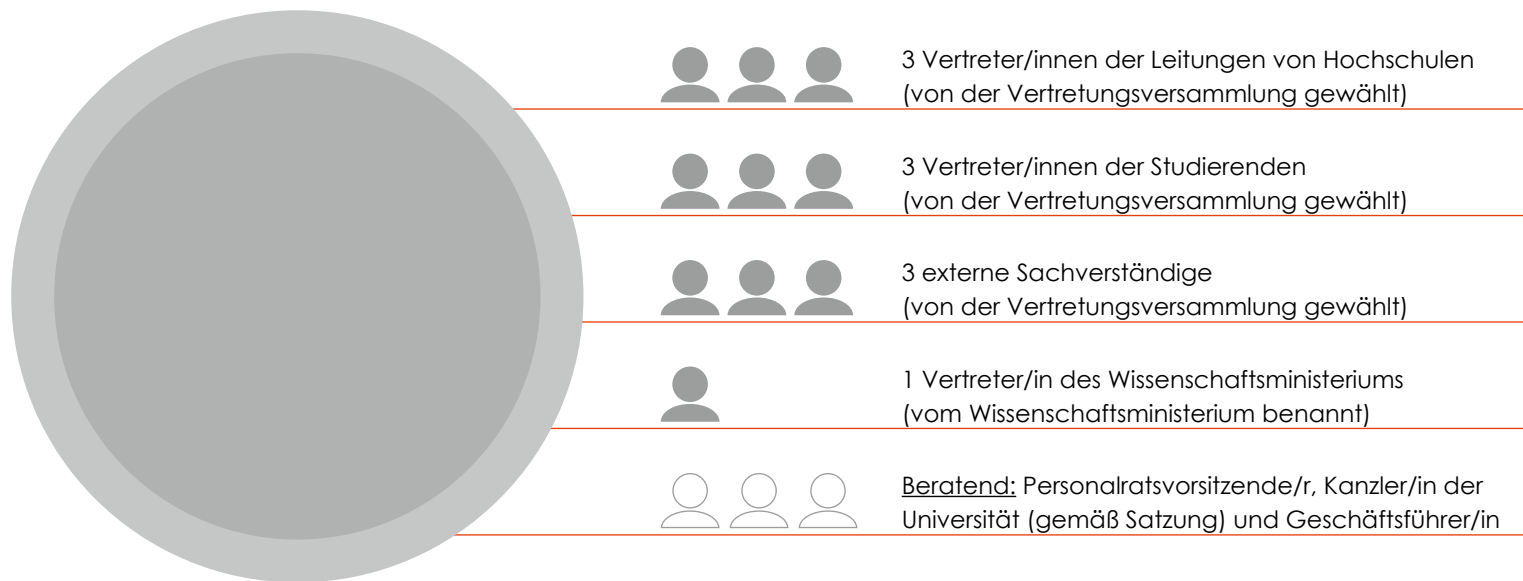 3 Vertreter/innen der Leitungen von Hochschulen
(von der Vertretungsversammlung gewählt)
3 Vertreter/innen der Studierenden
(von der Vertretungsversammlung gewählt)
3 externe Sachverständige
(von der Vertretungsversammlung gewählt)
1 Vertreter/in des Wissenschaftsministeriums
(vom Wissenschaftsministerium benannt)
Beratend: Personalratsvorsitzende/r, Kanzler/in der
Universität (gemäß Satzung) und Geschäftsführer/in